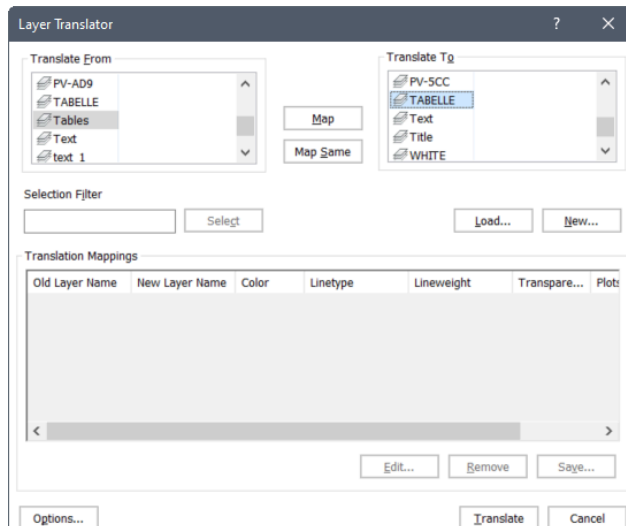 Layer Translator
Translate From
PV-AD9
TABELLE
Tables
Text
text 1
Map
Map Same
Translate To
PV-5CC
TABELLE
Text
Title
WHITE
Selection Filter
Select
Load...
New...
Translation Mappings
Old Layer Name New Layer Name Color Linetype Lineweight Transpare... Plots
Edit...
Remove
Save...
Options...
Translate
Cancel